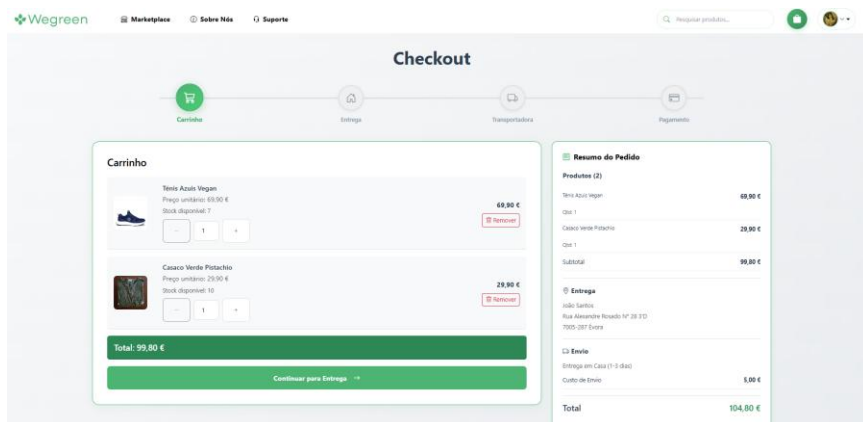 Wegreen
Marketplace
Sobre Nós
Suporte
Pesquisar produtos...
Checkout
Carrinho
Entrega
Transportadora
Pagamento
Carrinho
Ténis Azuis Vegan
Preço unitário: 69,90 €
Stock disponível: 7
− 1 +
69,90 €
Remover
Casaco Verde Pistachio
Preço unitário: 29,90 €
Stock disponível: 10
− 1 +
29,90 €
Remover
Total: 99,80 €
Continuar para Entrega →
Resumo do Pedido
Produtos (2)
Ténis Azuis Vegan 69,90 €
Qtd: 1
Casaco Verde Pistachio 29,90 €
Qtd: 1
Subtotal 99,80 €
Entrega
João Santos
Rua Alexandre Rosado Nº 28 3'D
7005-287 Évora
Envio
Entrega em Casa (1-3 dias)
Custo de Envio 5,00 €
Total 104,80 €